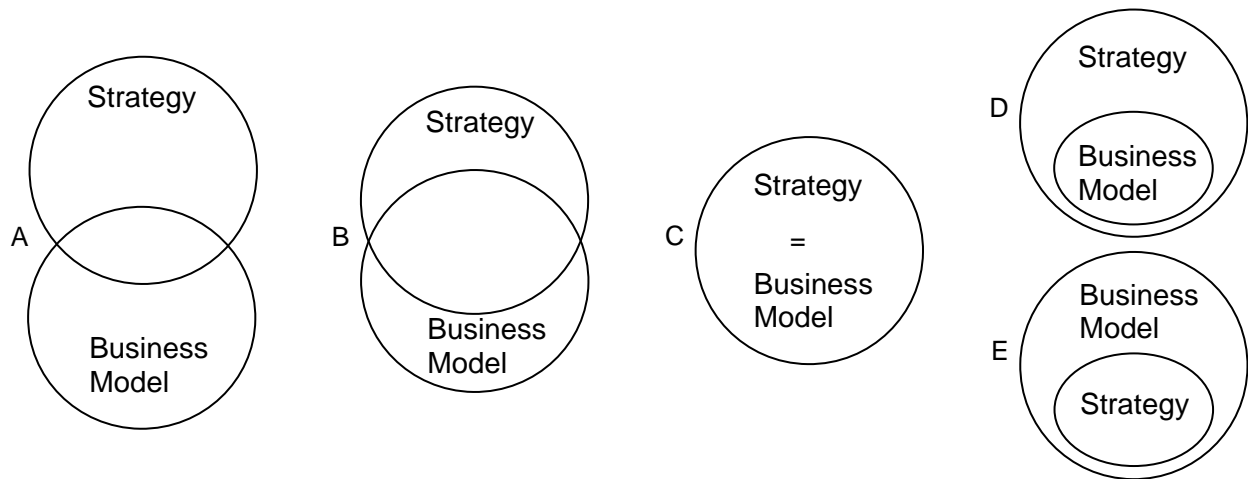 A
Strategy
Business
Model
B
Strategy
Business
Model
C
Strategy
=
Business
Model
D
Strategy
Business
Model
E
Business
Model
Strategy